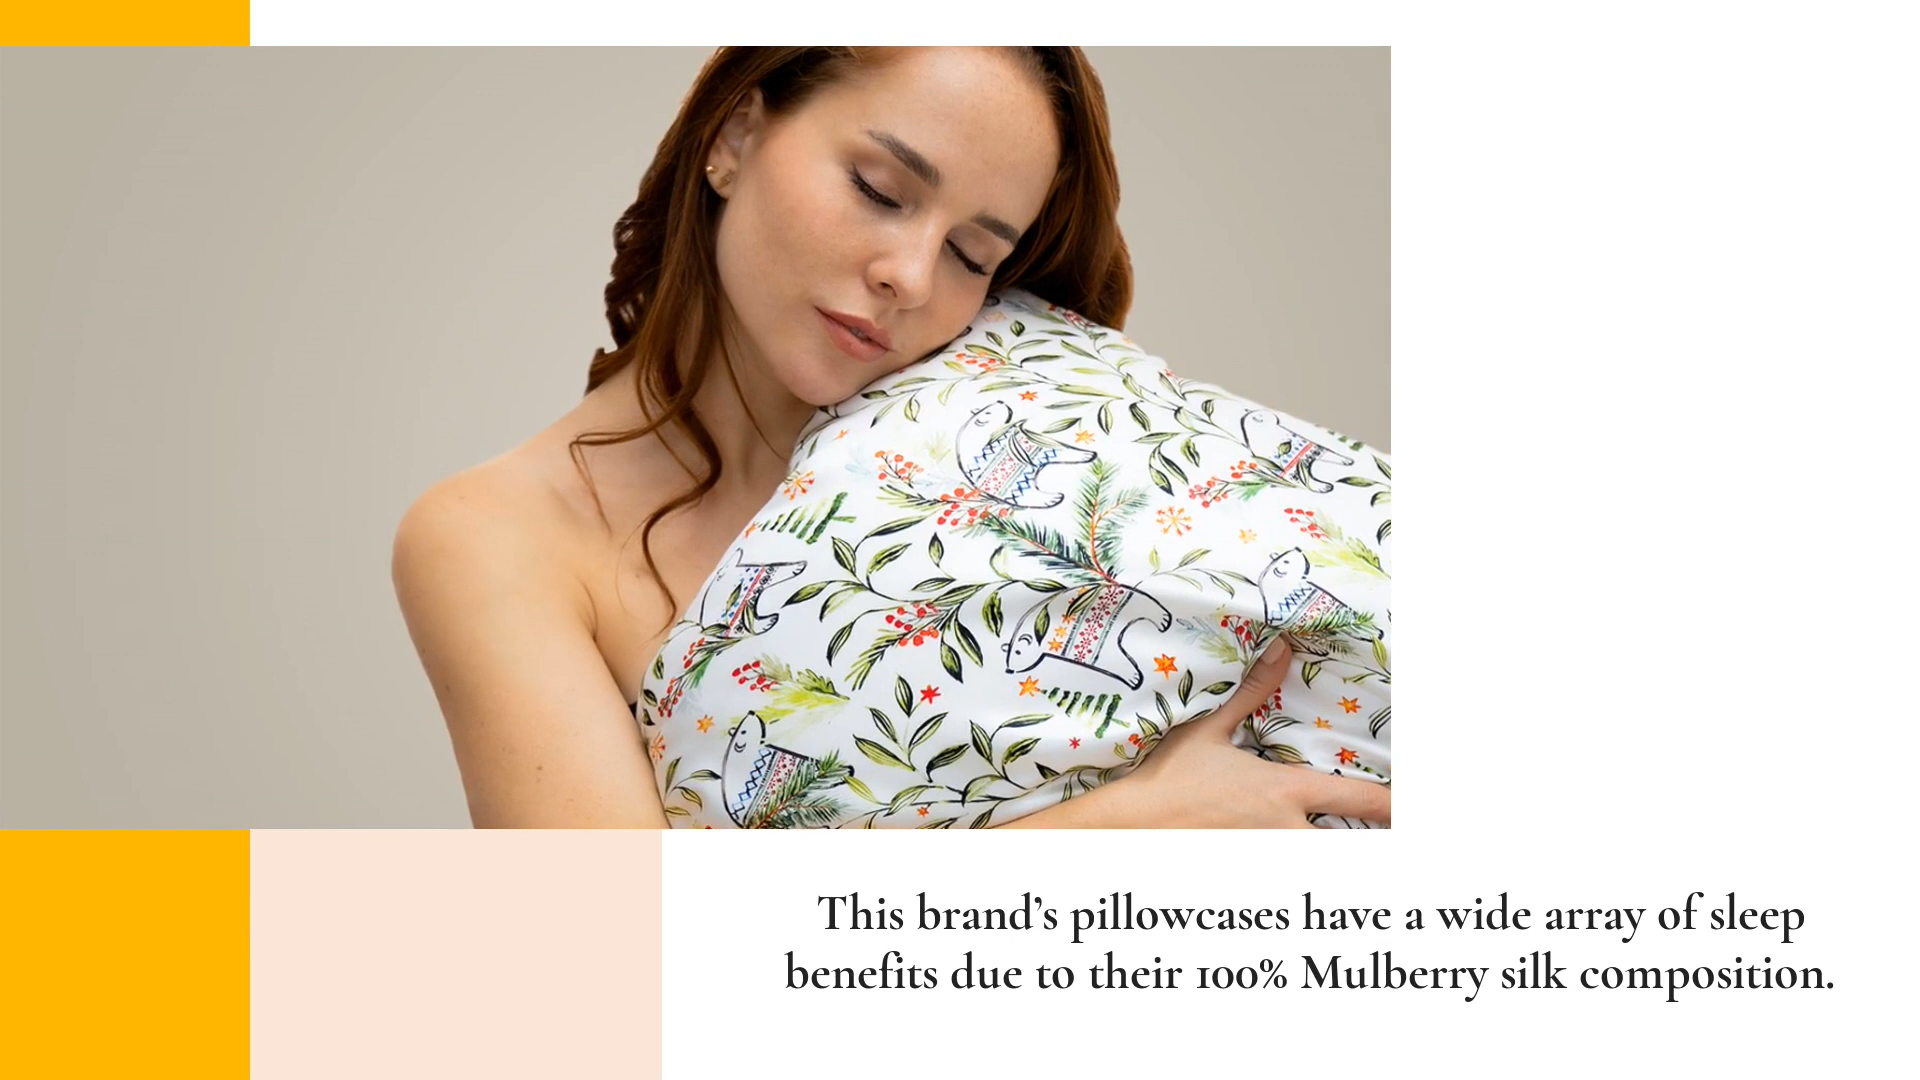 This brand’s pillowcases have a wide array of sleep
benefits due to their 100% Mulberry silk composition.